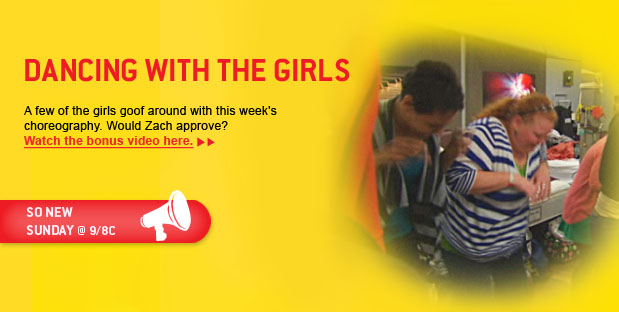 DANCING WITH THE GIRLS
A few of the girls goof around with this week's
choreography. Would Zach approve?
Watch the bonus video here.
SO NEW
SUNDAY @ 9/8C